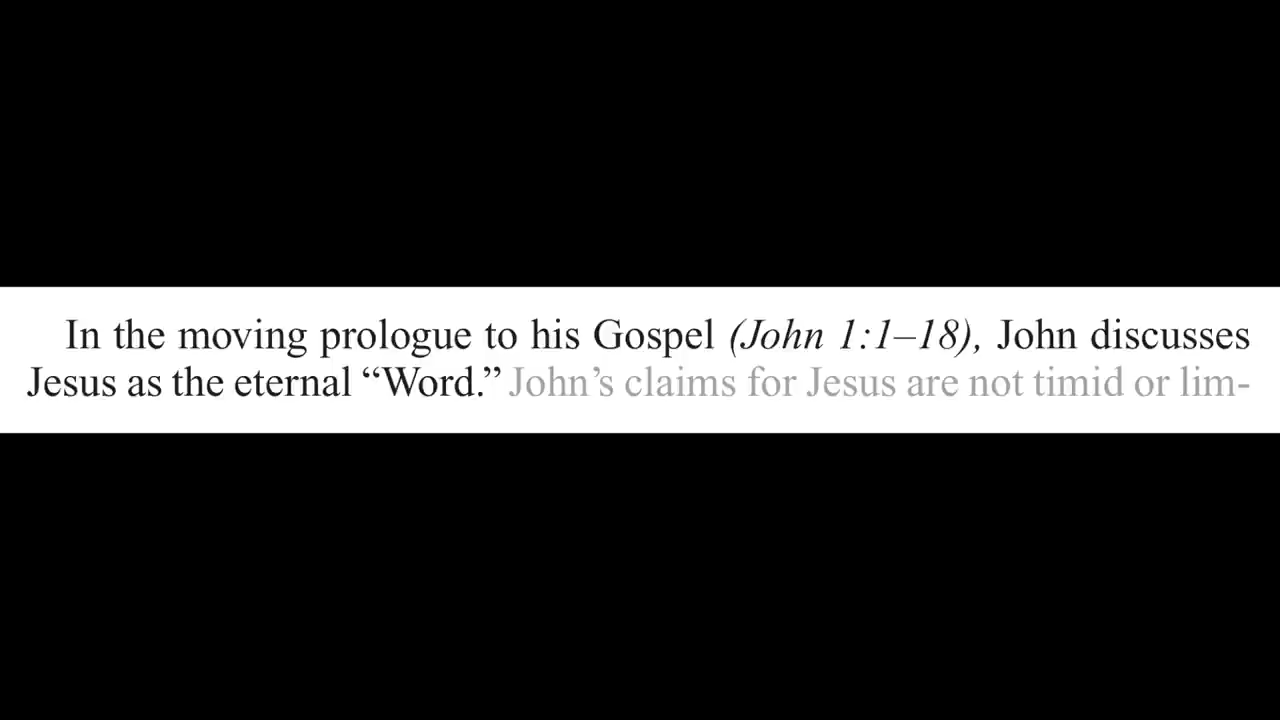 In the moving prologue to his Gospel (John 1:1–18), John discusses
Jesus as the eternal “Word.” John’s claims for Jesus are not timid or lim-